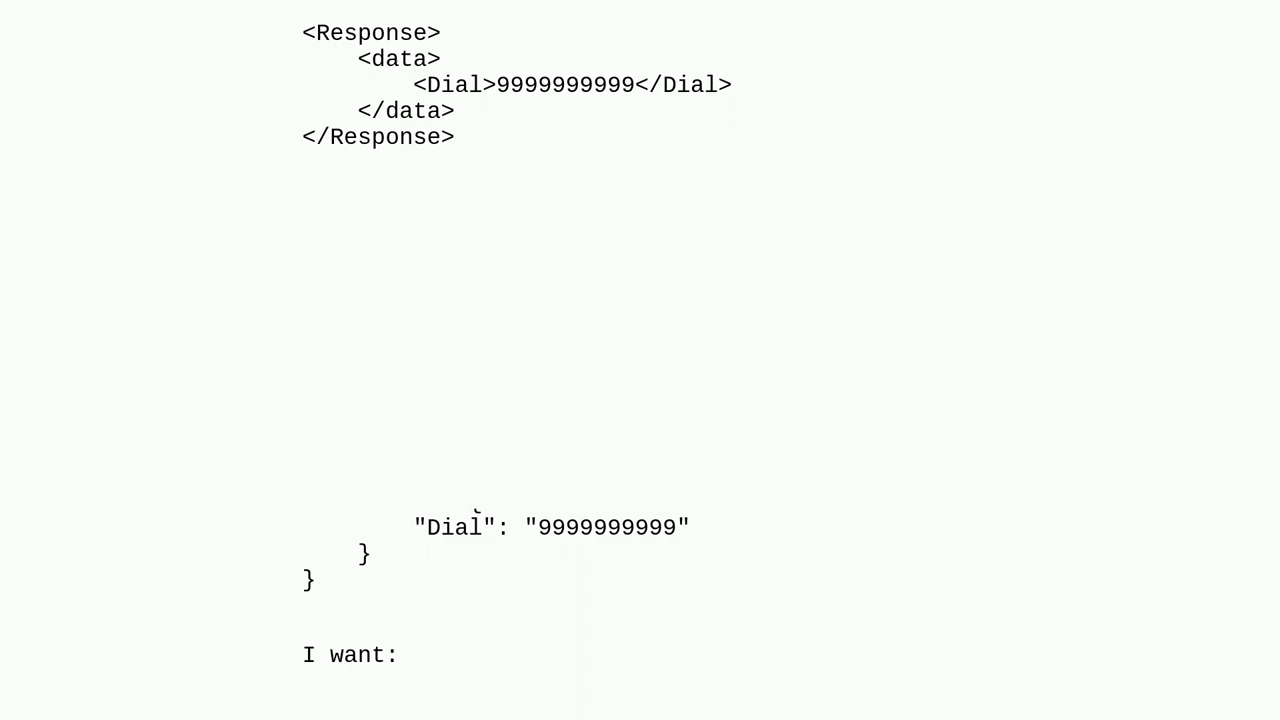 <Response>
    <data>
        <Dial>9999999999</Dial>
    </data>
</Response>
        "Dial": "9999999999"
    }
}
I want: